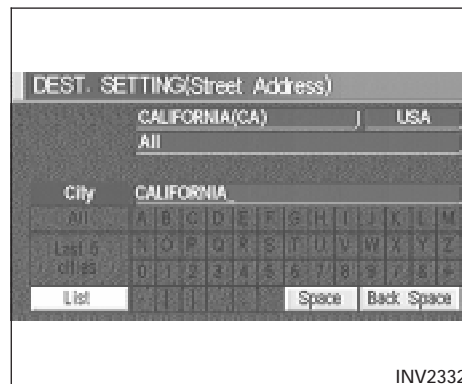 DEST. SETTING(Street Address)
CALIFORNIA(CA) USA
All
City CALIFORNIA_
All A B C D E F G H I J K L M
Last 5 N O P Q R S T U V W X Y Z
cities 0 1 2 3 4 5 6 7 8 9
List Space Back Space
INV2332